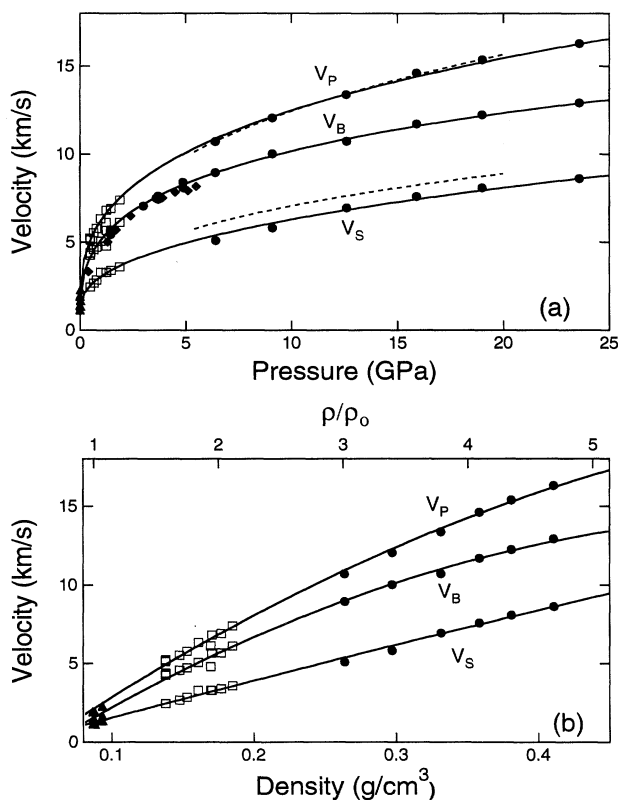 15
10
5
0
Velocity (km/s)
V_P
V_B
V_S
(a)
0 5 10 15 20 25
Pressure (GPa)
ρ/ρ_o
1 2 3 4 5
15
10
5
0
Velocity (km/s)
V_P
V_B
V_S
(b)
0.1 0.2 0.3 0.4
Density (g/cm³)